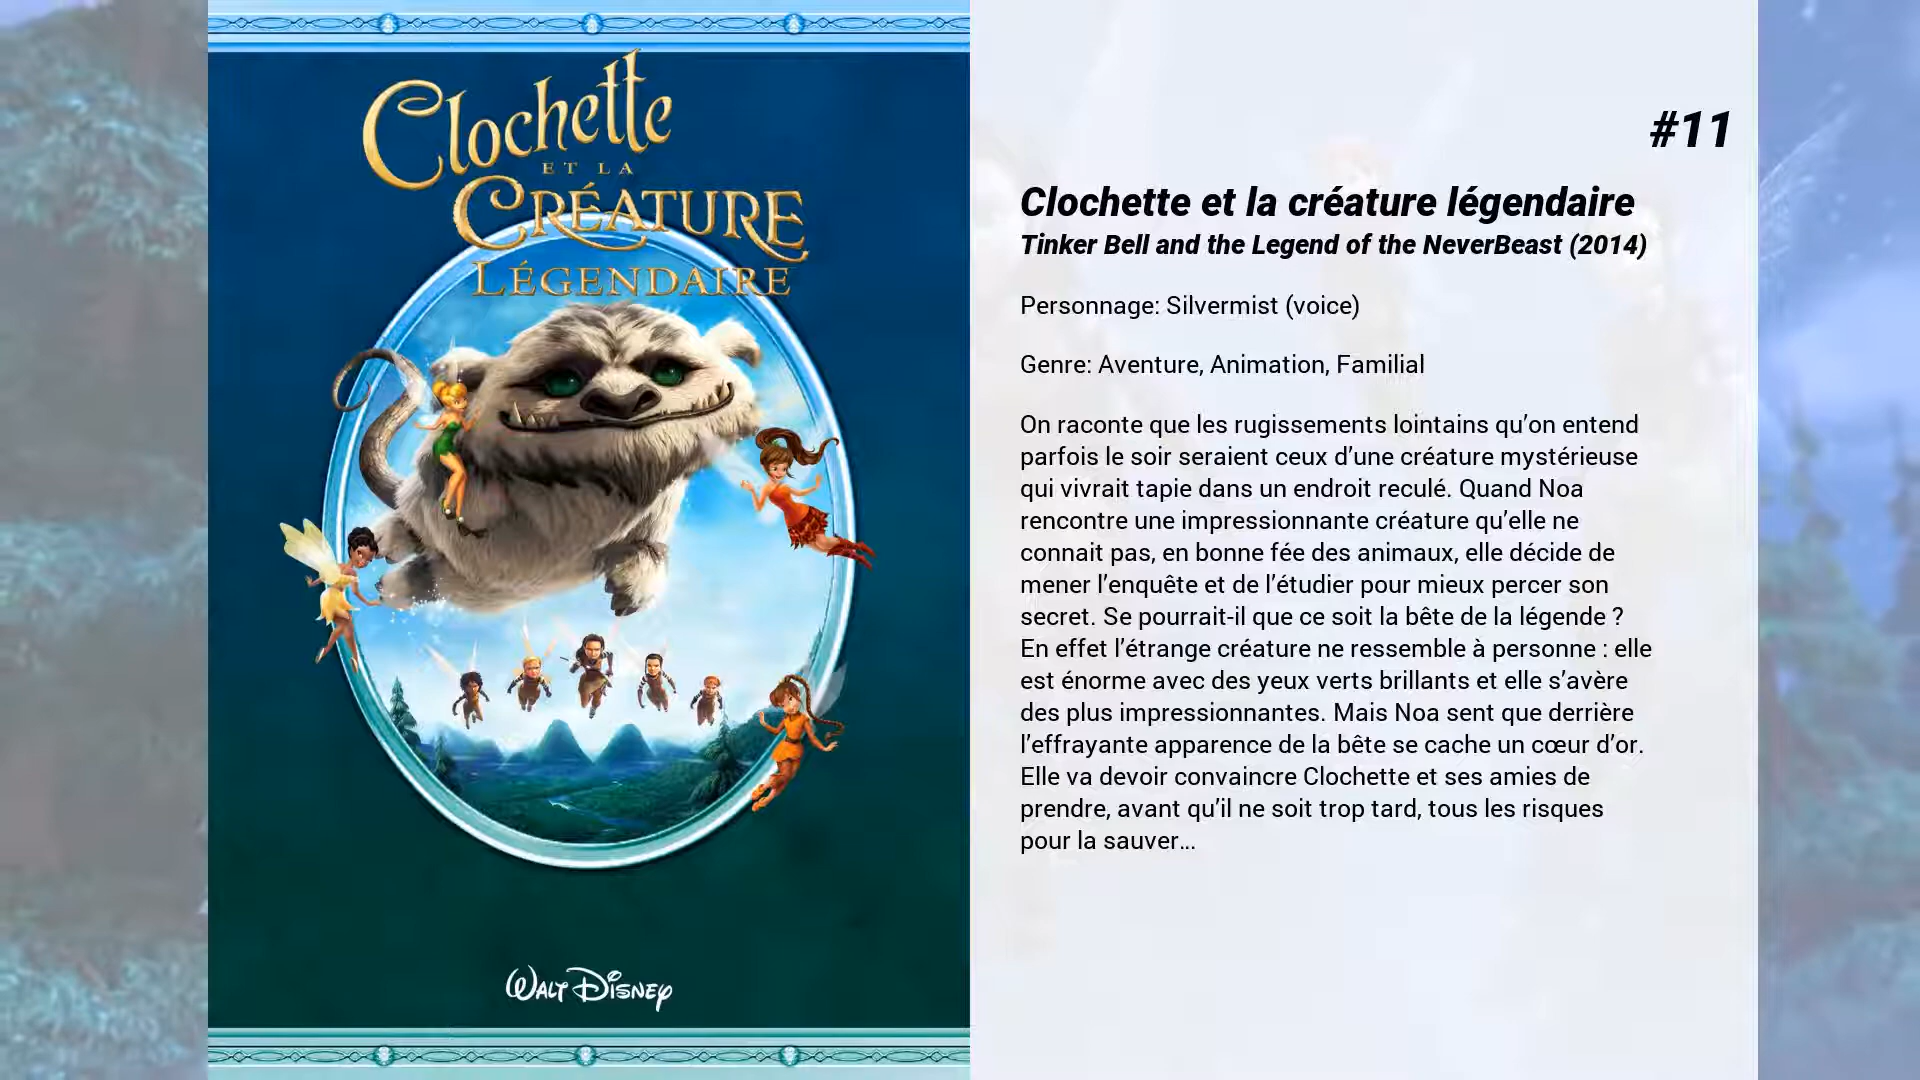 Clochette
ET LA
CRÉATURE
LÉGENDAIRE
WALT DISNEY
#11
Clochette et la créature légendaire
Tinker Bell and the Legend of the NeverBeast (2014)
Personnage: Silvermist (voice)
Genre: Aventure, Animation, Familial
On raconte que les rugissements lointains qu’on entend
parfois le soir seraient ceux d’une créature mystérieuse
qui vivrait tapie dans un endroit reculé. Quand Noa
rencontre une impressionnante créature qu’elle ne
connait pas, en bonne fée des animaux, elle décide de
mener l’enquête et de l’étudier pour mieux percer son
secret. Se pourrait-il que ce soit la bête de la légende ?
En effet l’étrange créature ne ressemble à personne : elle
est énorme avec des yeux verts brillants et elle s’avère
des plus impressionnantes. Mais Noa sent que derrière
l’effrayante apparence de la bête se cache un cœur d’or.
Elle va devoir convaincre Clochette et ses amies de
prendre, avant qu’il ne soit trop tard, tous les risques
pour la sauver…